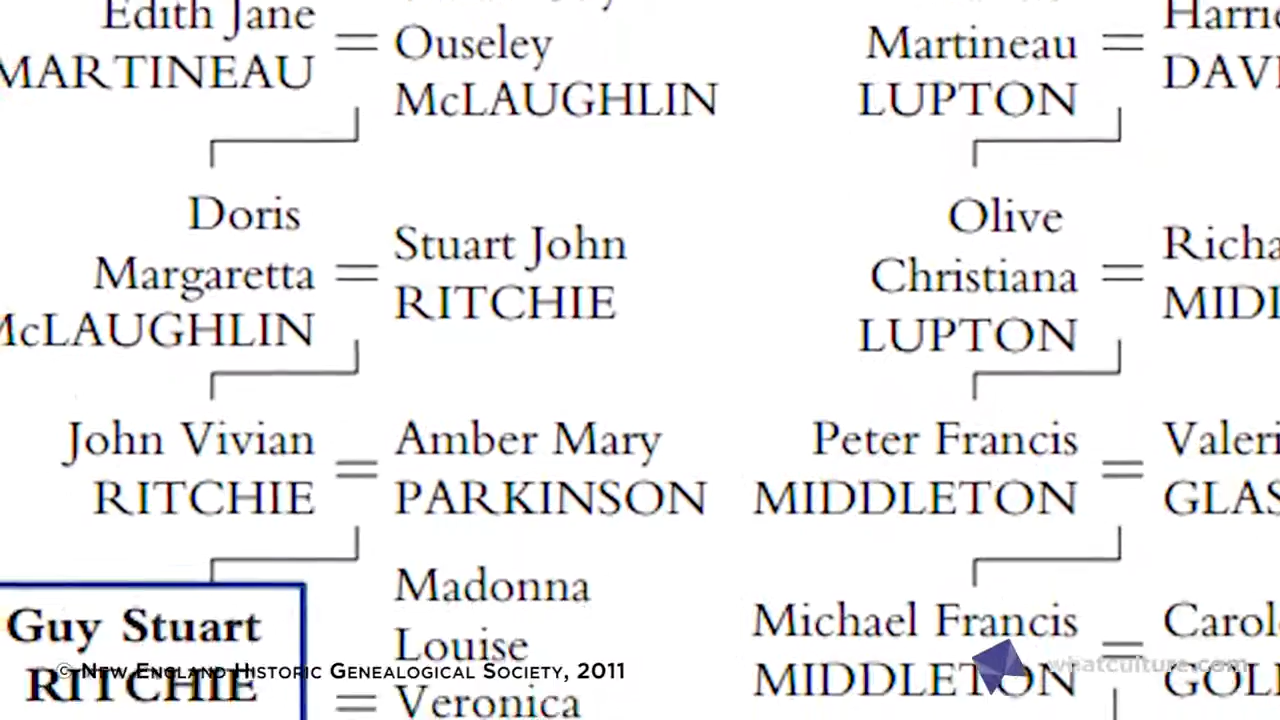 Edith Jane
MARTINEAU
Ouseley
McLAUGHLIN
Martineau
LUPTON
Doris
Margaretta
McLAUGHLIN
Stuart John
RITCHIE
Olive
Christiana
LUPTON
John Vivian
RITCHIE
Amber Mary
PARKINSON
Peter Francis
MIDDLETON
Guy Stuart
RITCHIE
Madonna
Louise
Veronica
Michael Francis
MIDDLETON
© New England Historic Genealogical Society, 2011
whatculture.com